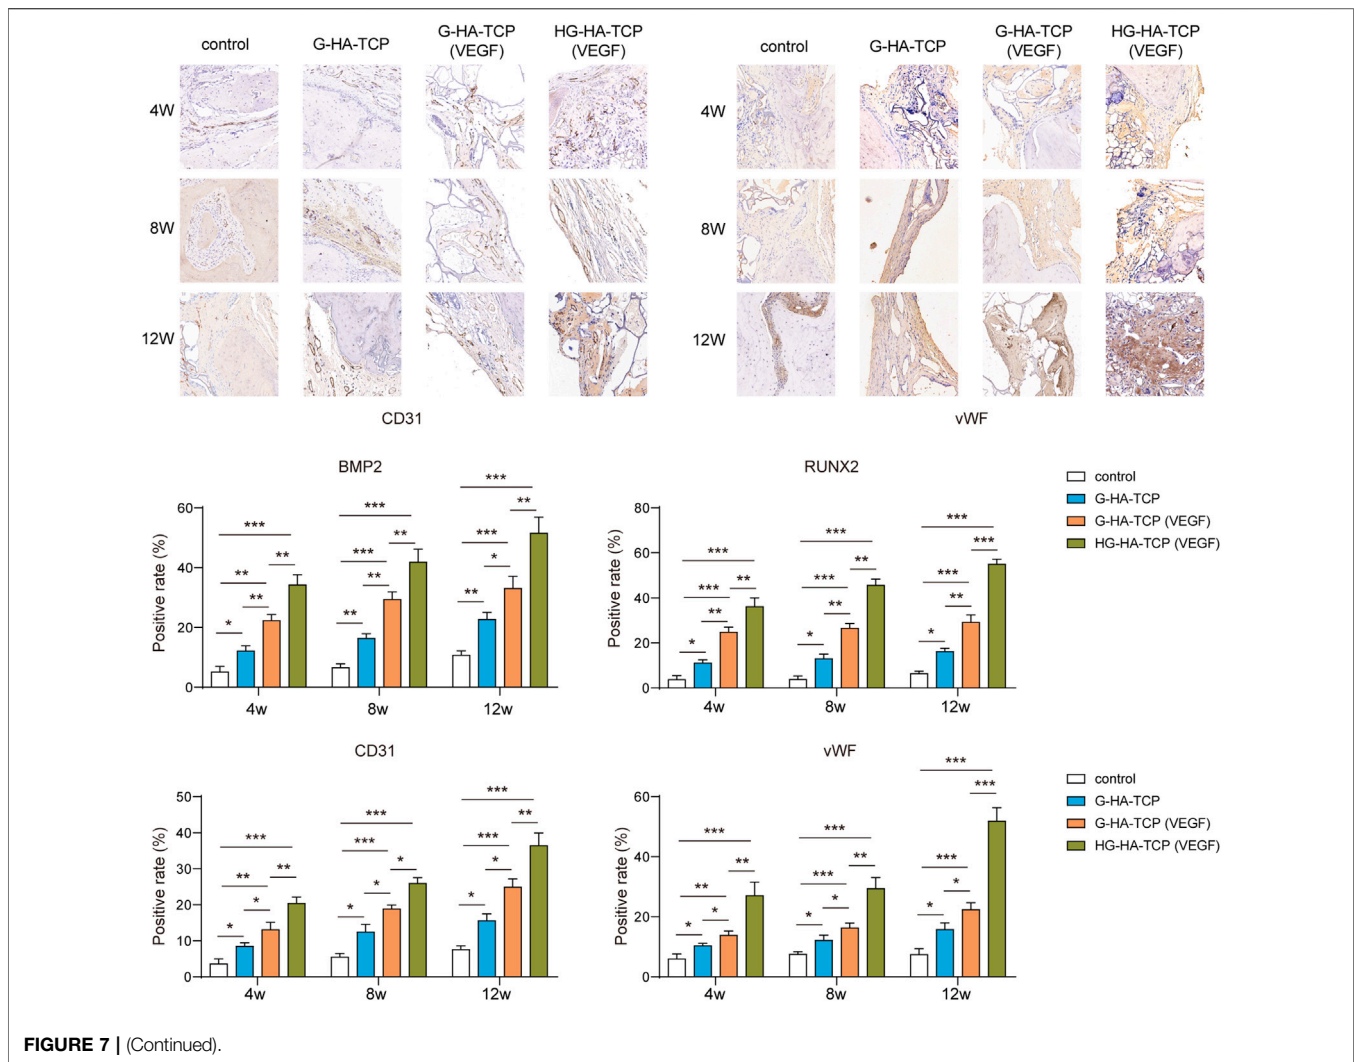 control G-HA-TCP G-HA-TCP (VEGF) HG-HA-TCP (VEGF)
4W
8W
12W
CD31
control G-HA-TCP G-HA-TCP (VEGF) HG-HA-TCP (VEGF)
4W
8W
12W
vWF
BMP2
Positive rate (%)
60
40
20
0
*
**
**
**
***
**
**
***
**
***
**
*
***
**
***
4w 8w 12w
RUNX2
Positive rate (%)
80
60
40
20
0
*
**
***
**
***
*
**
***
**
***
*
**
***
***
***
4w 8w 12w
control
G-HA-TCP
G-HA-TCP (VEGF)
HG-HA-TCP (VEGF)
CD31
Positive rate (%)
50
40
30
20
10
0
*
*
**
**
***
*
*
***
*
***
*
*
***
**
***
4w 8w 12w
vWF
Positive rate (%)
60
40
20
0
*
*
**
**
***
*
*
***
**
***
*
*
***
***
***
4w 8w 12w
control
G-HA-TCP
G-HA-TCP (VEGF)
HG-HA-TCP (VEGF)
FIGURE 7 | (Continued).